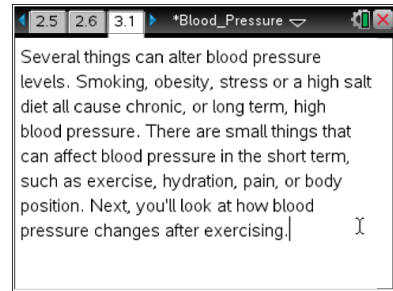 2.5 2.6 3.1 *Blood_Pressure
Several things can alter blood pressure
levels. Smoking, obesity, stress or a high salt
diet all cause chronic, or long term, high
blood pressure. There are small things that
can affect blood pressure in the short term,
such as exercise, hydration, pain, or body
position. Next, you'll look at how blood
pressure changes after exercising.